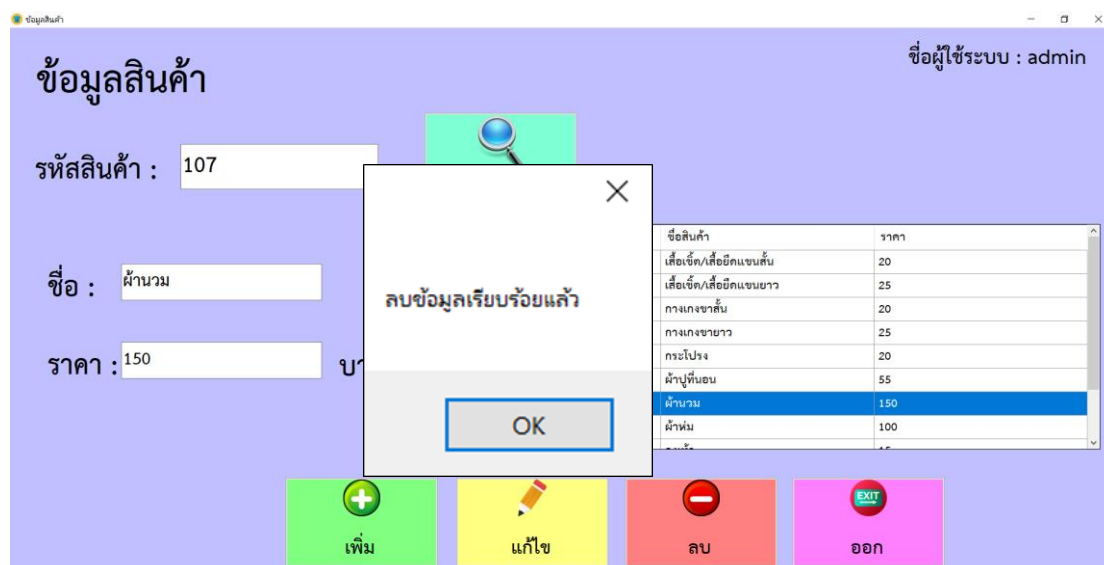 ข้อมูลสินค้า
ชื่อผู้ใช้ระบบ : admin
ข้อมูลสินค้า
รหัสสินค้า : 107
ชื่อ : ผ้านวม
ราคา : 150
ลบข้อมูลเรียบร้อยแล้ว
OK
ชื่อสินค้า ราคา
เสื้อเชิ้ต/เสื้อยืดแขนสั้น 20
เสื้อเชิ้ต/เสื้อยืดแขนยาว 25
กางเกงขาสั้น 20
กางเกงขายาว 25
กระโปรง 20
ผ้าปูที่นอน 55
ผ้านวม 150
ผ้าห่ม 100
EXIT
เพิ่ม แก้ไข ลบ ออก